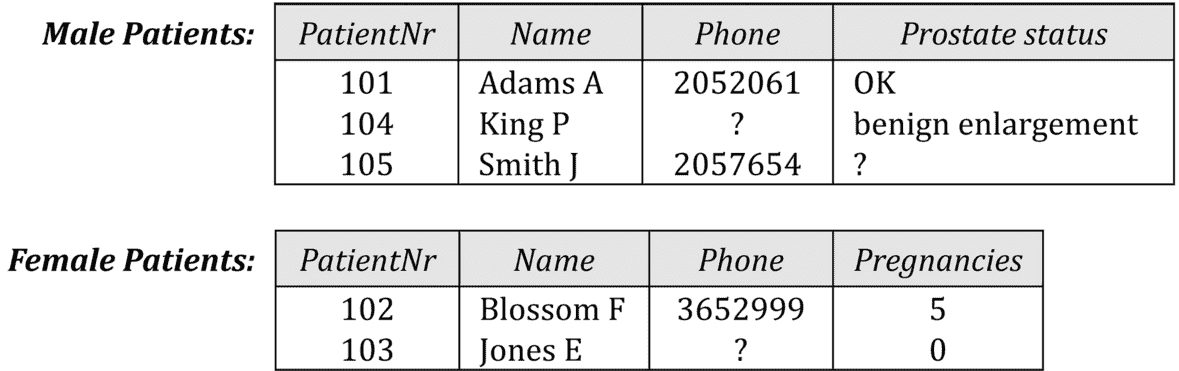 Male Patients: PatientNr Name Phone Prostate status
101 Adams A 2052061 OK
104 King P ? benign enlargement
105 Smith J 2057654 ?
Female Patients: PatientNr Name Phone Pregnancies
102 Blossom F 3652999 5
103 Jones E ? 0